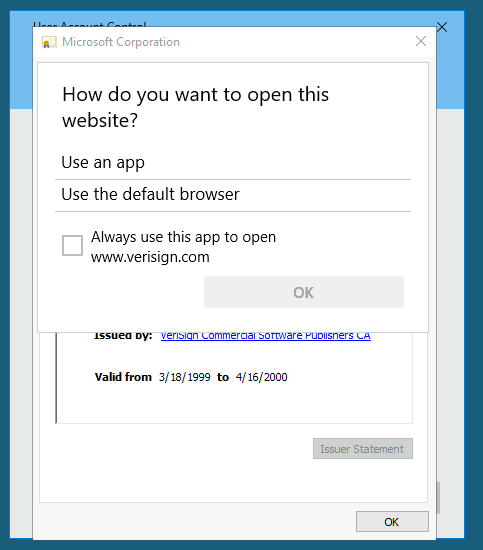 User Account Control
Microsoft Corporation
How do you want to open this
website?
Use an app
Use the default browser
Always use this app to open
www.verisign.com
OK
Issued by: VeriSign Commercial Software Publishers CA
Valid from 3/18/1999 to 4/16/2000
Issuer Statement
OK